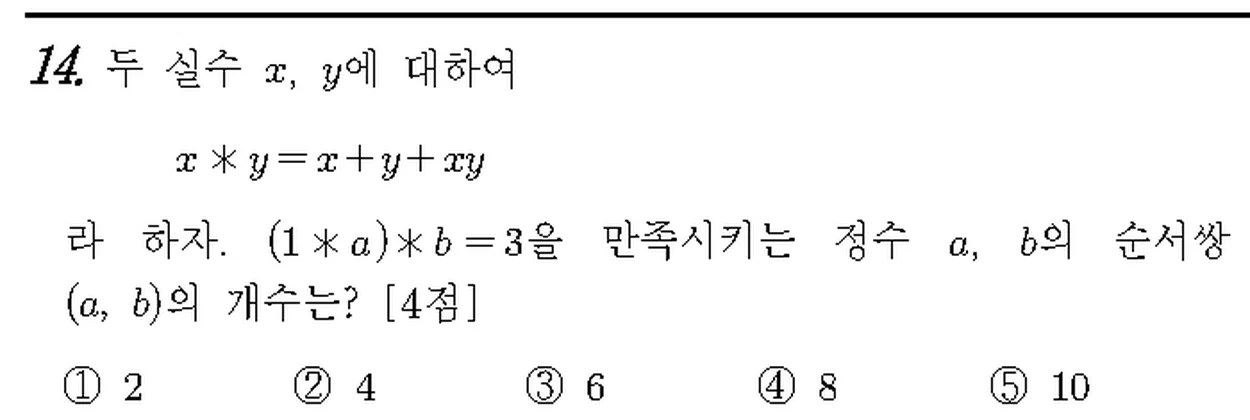 14. 두 실수 x, y에 대하여
x * y = x + y + xy
라 하자. (1 * a) * b = 3을 만족시키는 정수 a, b의 순서쌍
(a, b)의 개수는? [4점]
① 2 ② 4 ③ 6 ④ 8 ⑤ 10